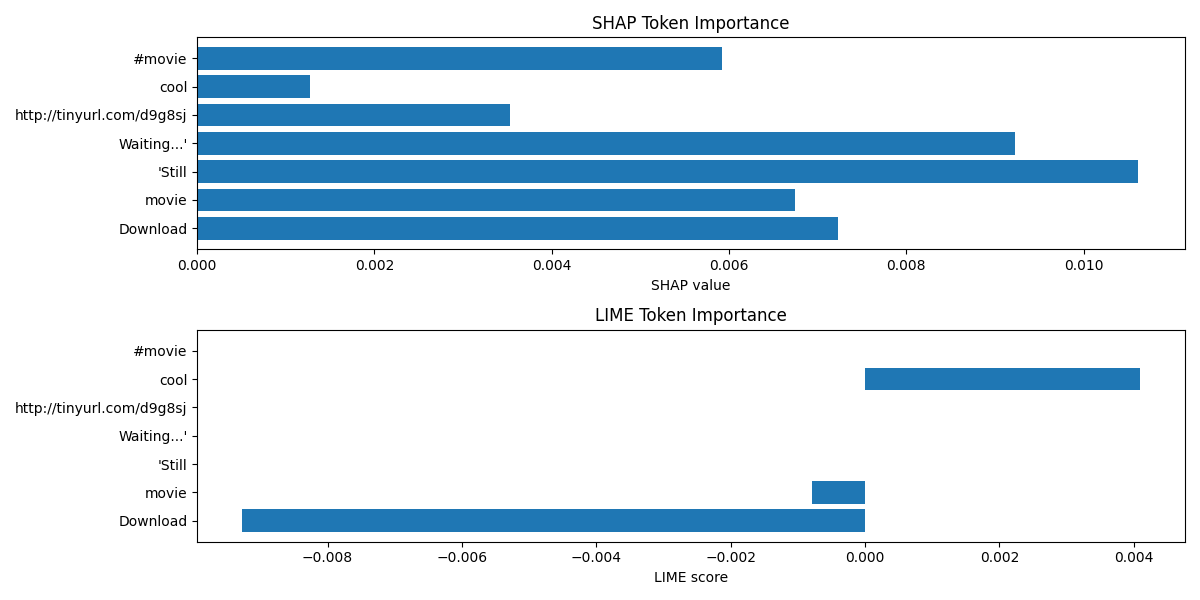 SHAP Token Importance
#movie
cool
http://tinyurl.com/d9g8sj
Waiting...'
'Still
movie
Download
0.000 0.002 0.004 0.006 0.008 0.010
SHAP value
LIME Token Importance
#movie
cool
http://tinyurl.com/d9g8sj
Waiting...'
'Still
movie
Download
−0.008 −0.006 −0.004 −0.002 0.000 0.002 0.004
LIME score